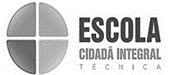 ESCOLA
CIDADÃ INTEGRAL
TÉCNICA